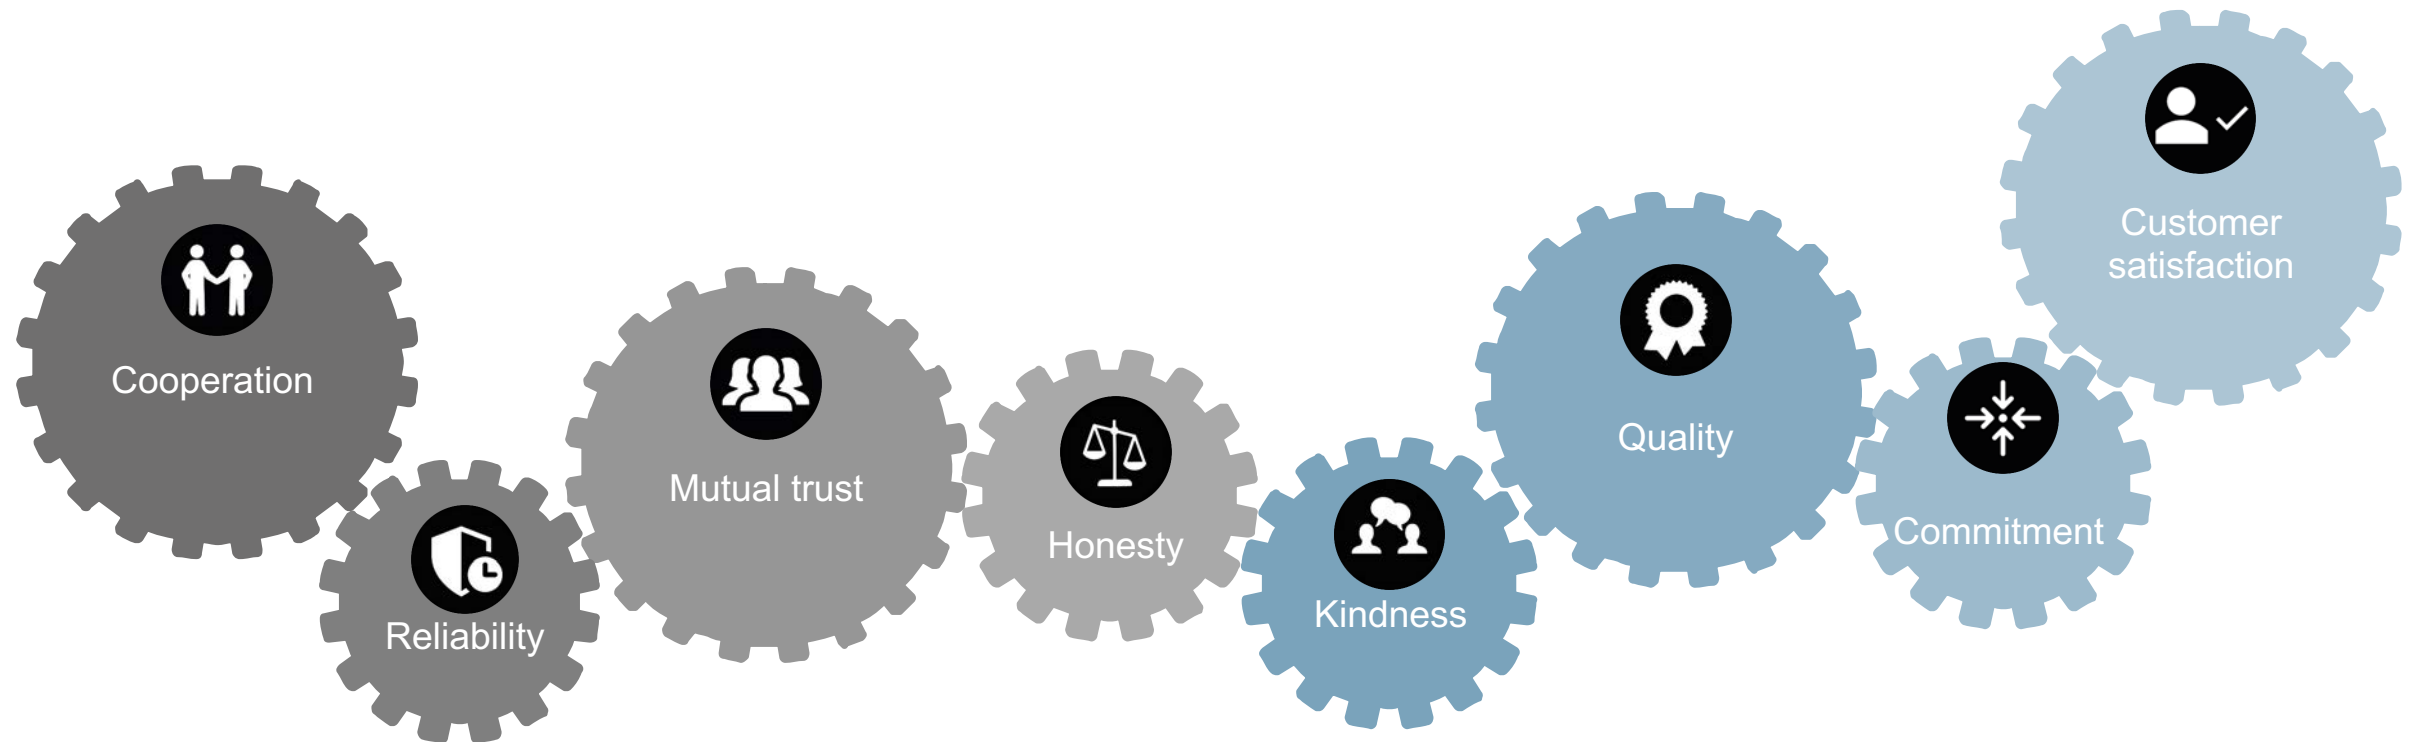 Cooperation
Reliability
Mutual trust
Honesty
Kindness
Quality
Commitment
Customer
satisfaction